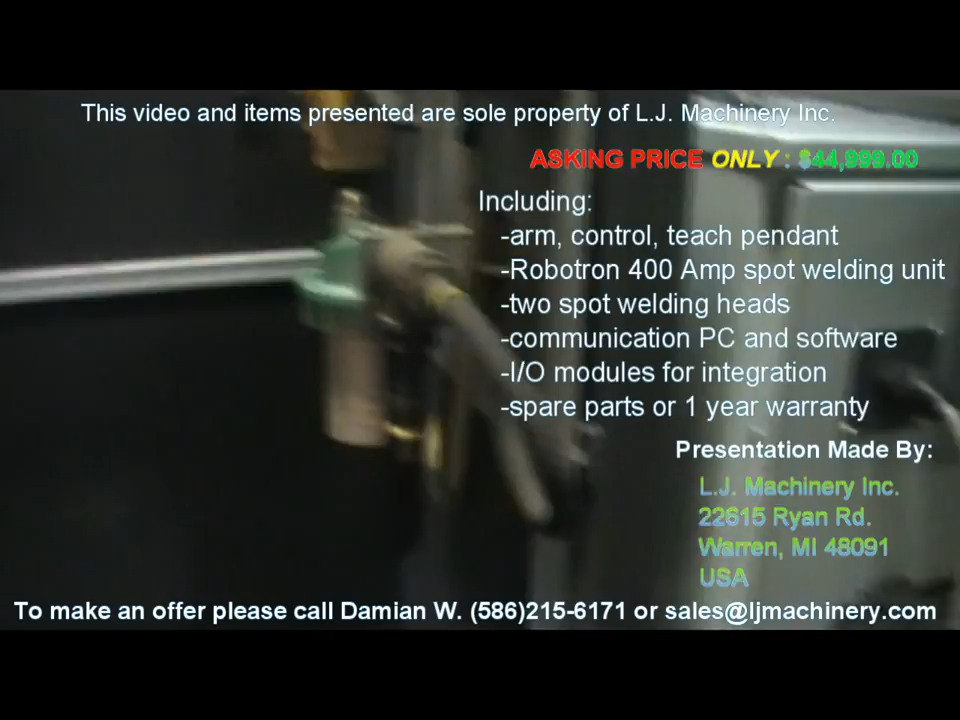 This video and items presented are sole property of L.J. Machinery Inc.
ASKING PRICE ONLY : $44,999.00
Including:
-arm, control, teach pendant
-Robotron 400 Amp spot welding unit
-two spot welding heads
-communication PC and software
-I/O modules for integration
-spare parts or 1 year warranty
Presentation Made By:
L.J. Machinery Inc.
22615 Ryan Rd.
Warren, MI 48091
USA
To make an offer please call Damian W. (586)215-6171 or sales@ljmachinery.com